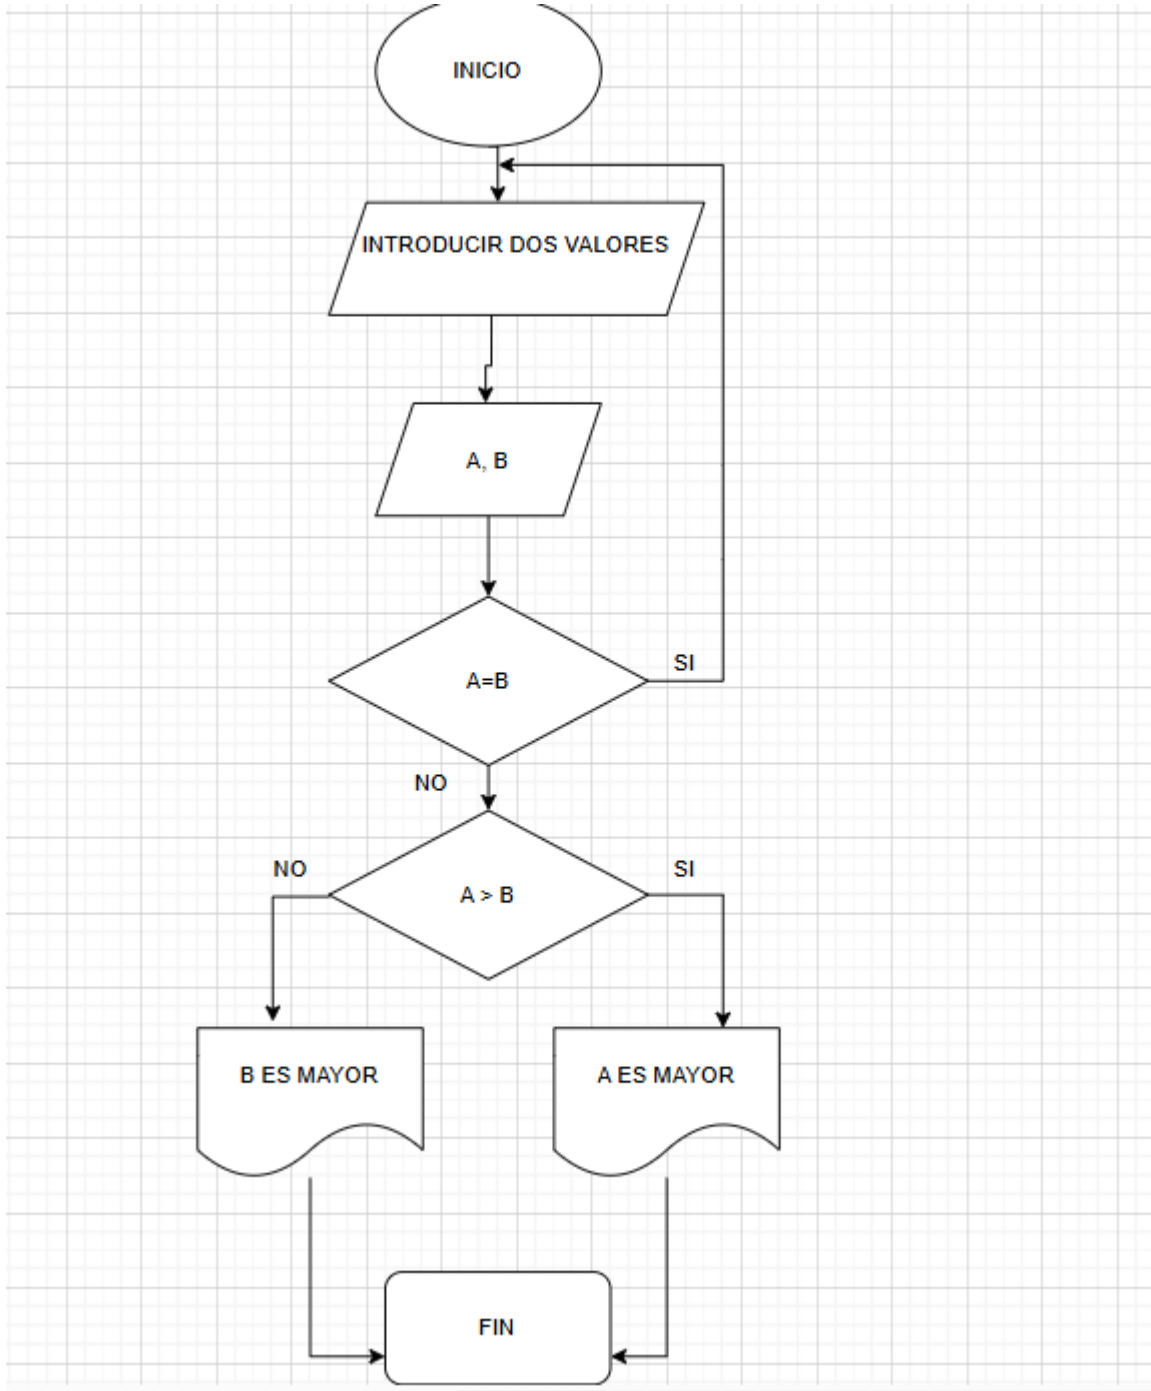 INICIO
INTRODUCIR DOS VALORES
A, B
A=B
SI
NO
A > B
NO
SI
B ES MAYOR
A ES MAYOR
FIN